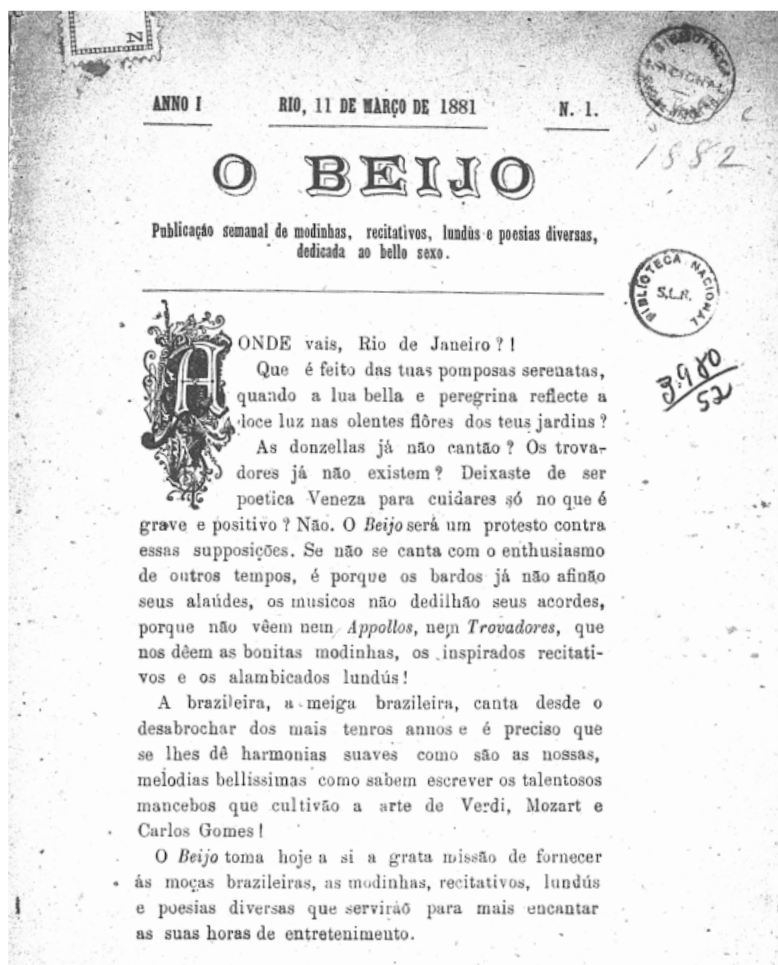 ANNO I RIO, 11 DE MARÇO DE 1881 N. 1.
BIBLIOTHECA NACIONAL
1882
O BEIJO
Publicação semanal de modinhas, recitativos, lundùs e poesias diversas,
dedicada ao bello sexo.
BIBLIOTECA NACIONAL
S.L.R.
3.980
52
AONDE vais, Rio de Janeiro ? !
Que é feito das tuas pomposas serenatas,
quando a lua bella e peregrina reflecte a
doce luz nas olentes flôres dos teus jardins ?
As donzellas já não cantão ? Os trova-
dores já não existem ? Deixaste de ser
poetica Veneza para cuidares só no que é
grave e positivo ? Não. O Beijo será um protesto contra
essas supposições. Se não se canta com o enthusiasmo
de outros tempos, é porque os bardos já não afinão
seus alaúdes, os musicos não dedilhão seus acordes,
porque não vêem nem Appollos, nem Trovadores, que
nos dêem as bonitas modinhas, os inspirados recitati-
vos e os alambicados lundús !
A brazileira, a meiga brazileira, canta desde o
desabrochar dos mais tenros annos e é preciso que
se lhes dê harmonias suaves como são as nossas,
melodias bellissimas como sabem escrever os talentosos
mancebos que cultivão a arte de Verdi, Mozart e
Carlos Gomes !
O Beijo toma hoje a si a grata missão de fornecer
ás moças brazileiras, as modinhas, recitativos, lundús
e poesias diversas que servirão para mais encantar
as suas horas de entretenimento.